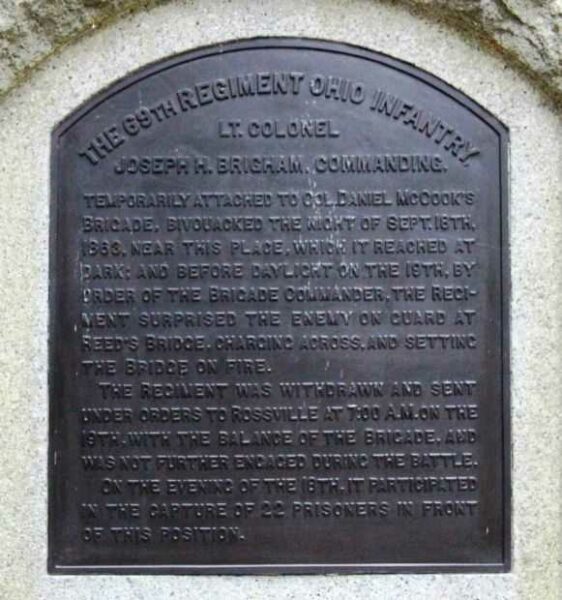 THE 69TH REGIMENT OHIO INFANTRY
LT. COLONEL
JOSEPH H. BRIGHAM, COMMANDING.
TEMPORARILY ATTACHED TO COL. DANIEL MCCOOK'S
BRIGADE, BIVOUACKED THE NIGHT OF SEPT. 18TH,
1863, NEAR THIS PLACE, WHICH IT REACHED AT
DARK; AND BEFORE DAYLIGHT ON THE 19TH, BY
ORDER OF THE BRIGADE COMMANDER, THE REGI-
MENT SURPRISED THE ENEMY ON GUARD AT
REED'S BRIDGE, CHARGING ACROSS, AND SETTING
THE BRIDGE ON FIRE.
THE REGIMENT WAS WITHDRAWN AND SENT
UNDER ORDERS TO ROSSVILLE AT 7:00 A.M. ON THE
19TH, WITH THE BALANCE OF THE BRIGADE, AND
WAS NOT FURTHER ENGAGED DURING THE BATTLE.
ON THE EVENING OF THE 18TH, IT PARTICIPATED
IN THE CAPTURE OF 22 PRISONERS IN FRONT
OF THIS POSITION.